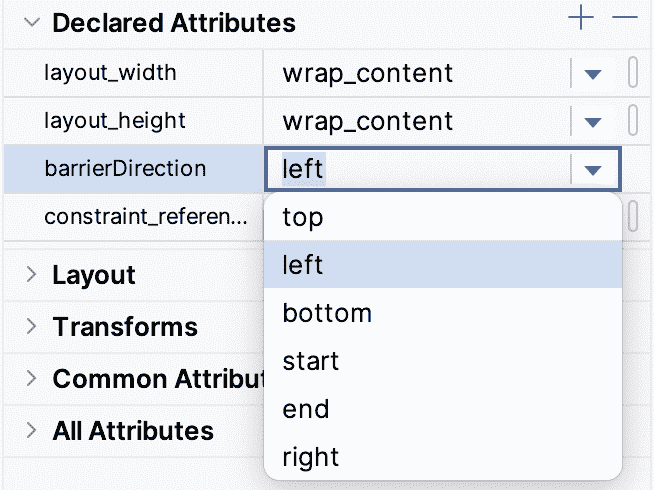 Declared Attributes
layout_width wrap_content
layout_height wrap_content
barrierDirection left
constraint_referen...
top
left
bottom
start
end
right
Layout
Transforms
Common Attribut
All Attributes